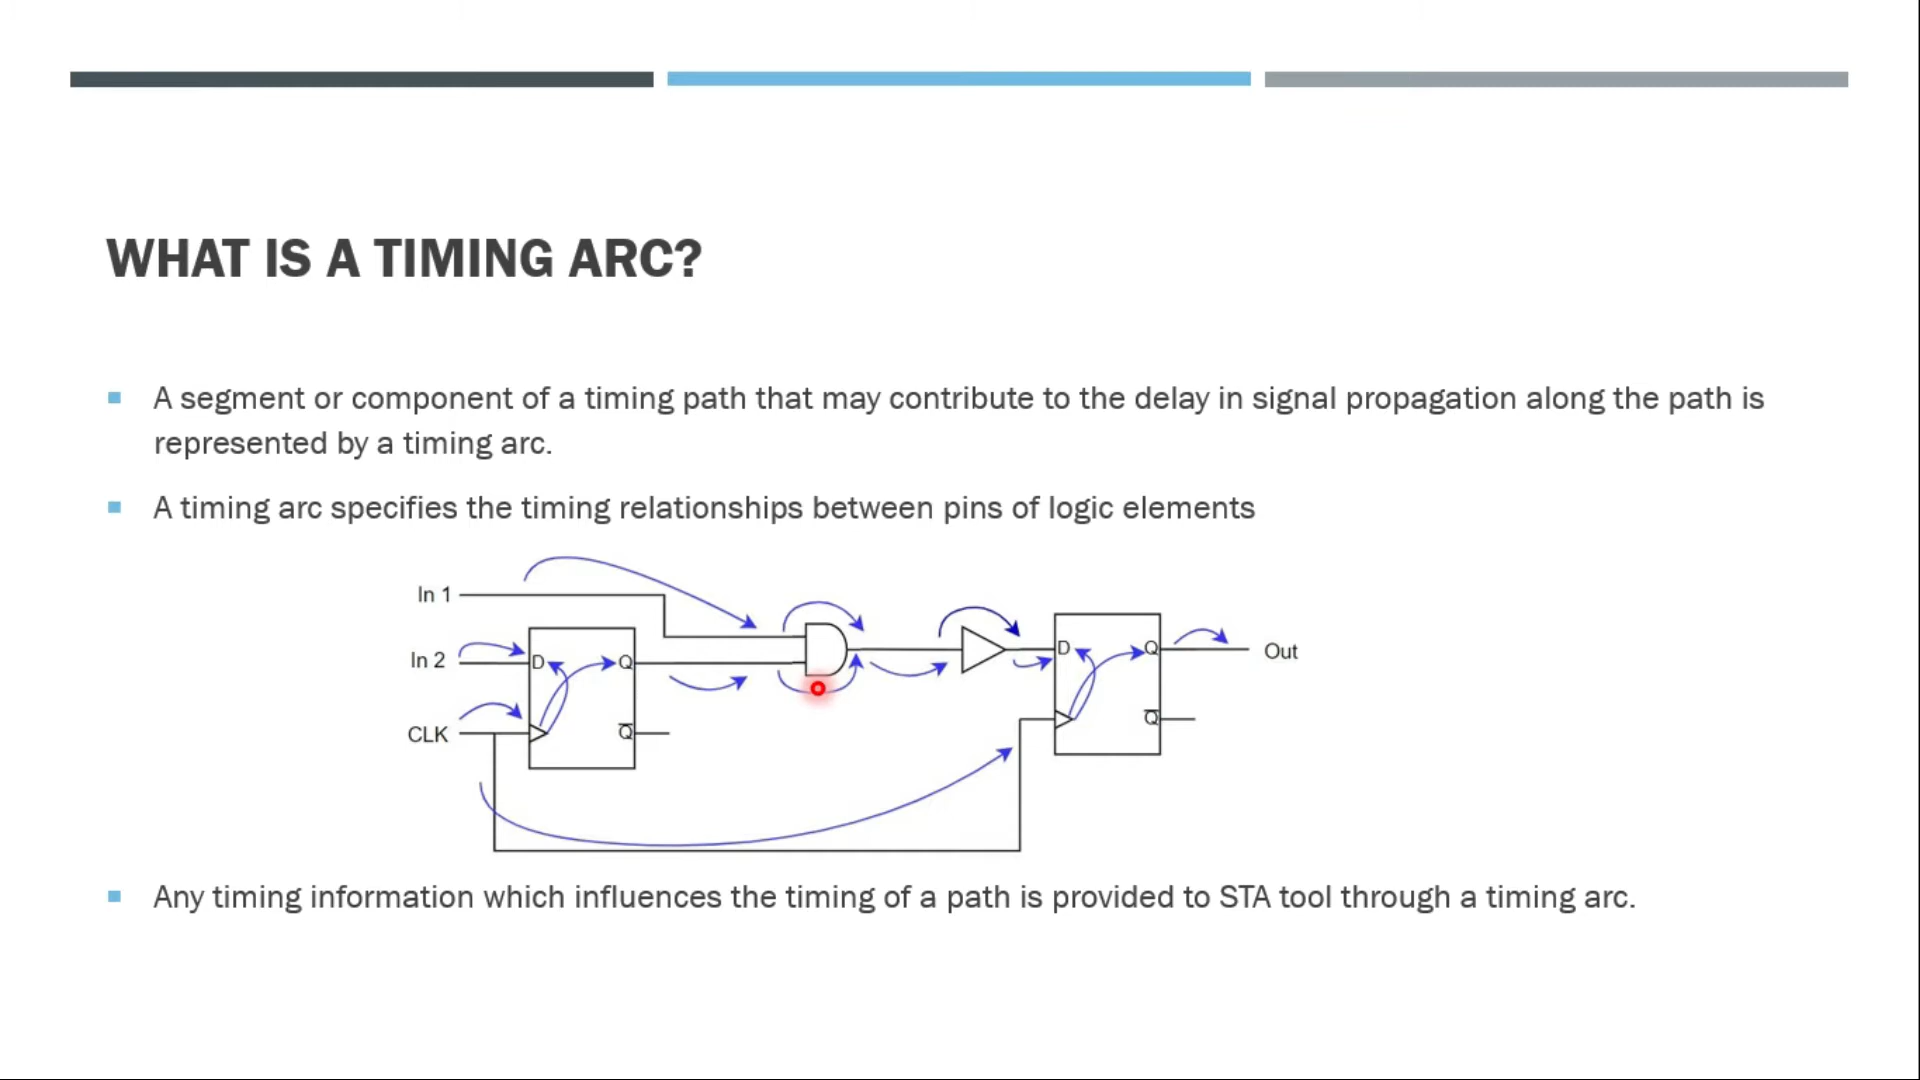 WHAT IS A TIMING ARC?
A segment or component of a timing path that may contribute to the delay in signal propagation along the path is
represented by a timing arc.
A timing arc specifies the timing relationships between pins of logic elements
In 1
In 2
D
Q
CLK
Q̅
D
Q
Out
Q̅
Any timing information which influences the timing of a path is provided to STA tool through a timing arc.